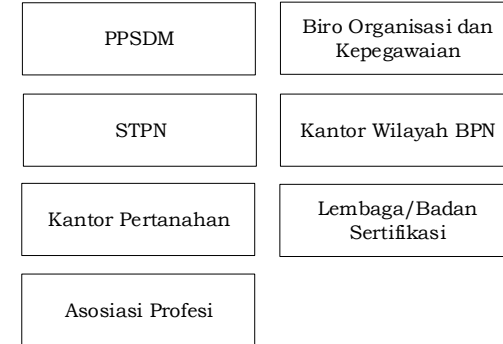 PPSDM
Biro Organisasi dan
Kepegawaian
STPN
Kantor Wilayah BPN
Kantor Pertanahan
Lembaga/Badan
Sertifikasi
Asosiasi Profesi